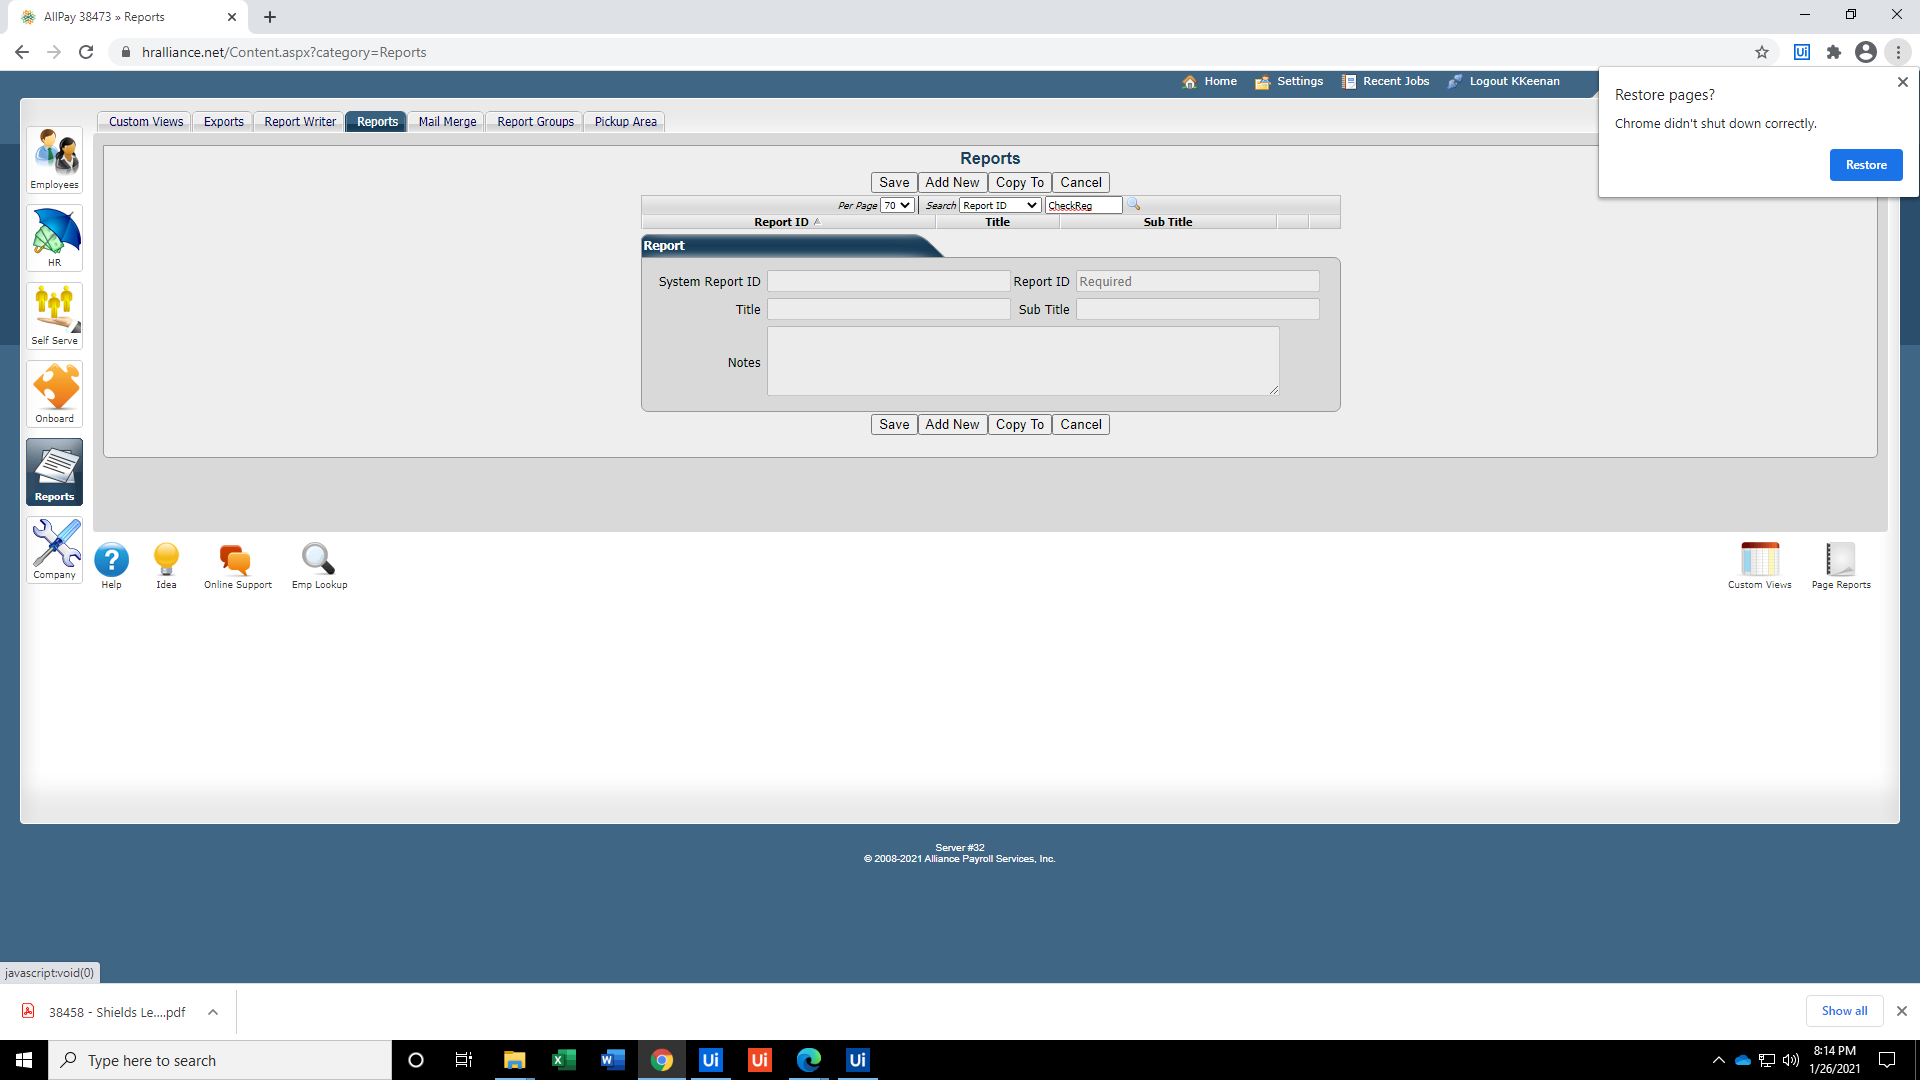 AllPay 38473 » Reports
hralliance.net/Content.aspx?category=Reports
Home Settings Recent Jobs Logout KKeenan
Restore pages?
Chrome didn't shut down correctly.
Restore
Custom Views Exports Report Writer Reports Mail Merge Report Groups Pickup Area
Employees
HR
Self Serve
Onboard
Reports
Company
Reports
Save Add New Copy To Cancel
Per Page 70 Search Report ID CheckReg
Report ID Title Sub Title
Report
System Report ID Report ID Required
Title Sub Title
Notes
Save Add New Copy To Cancel
Help Idea Online Support Emp Lookup Custom Views Page Reports
Server #32
© 2008-2021 Alliance Payroll Services, Inc.
javascript:void(0)
38458 - Shields Le....pdf
Show all
Type here to search
Ui Ui Ui
8:14 PM
1/26/2021